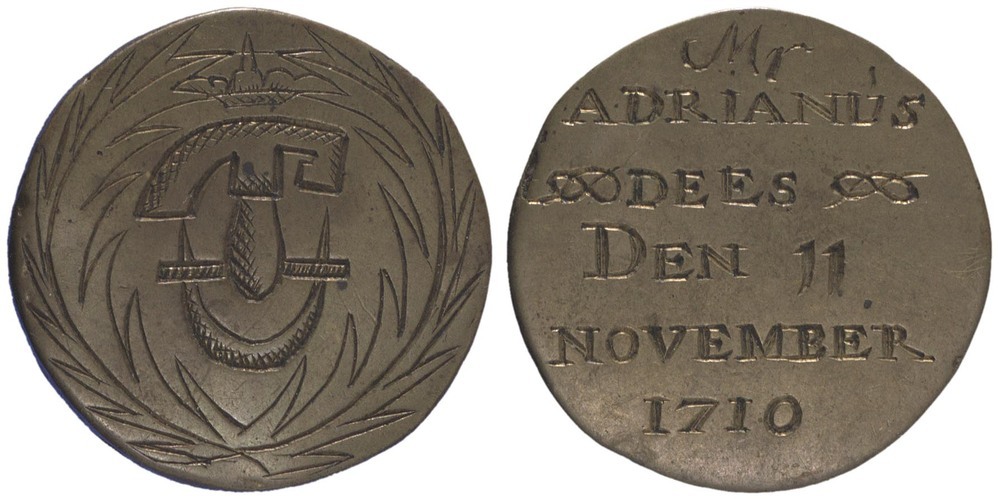 Mr
ADRIANUS
DEES
DEN 11
NOVEMBER
1710